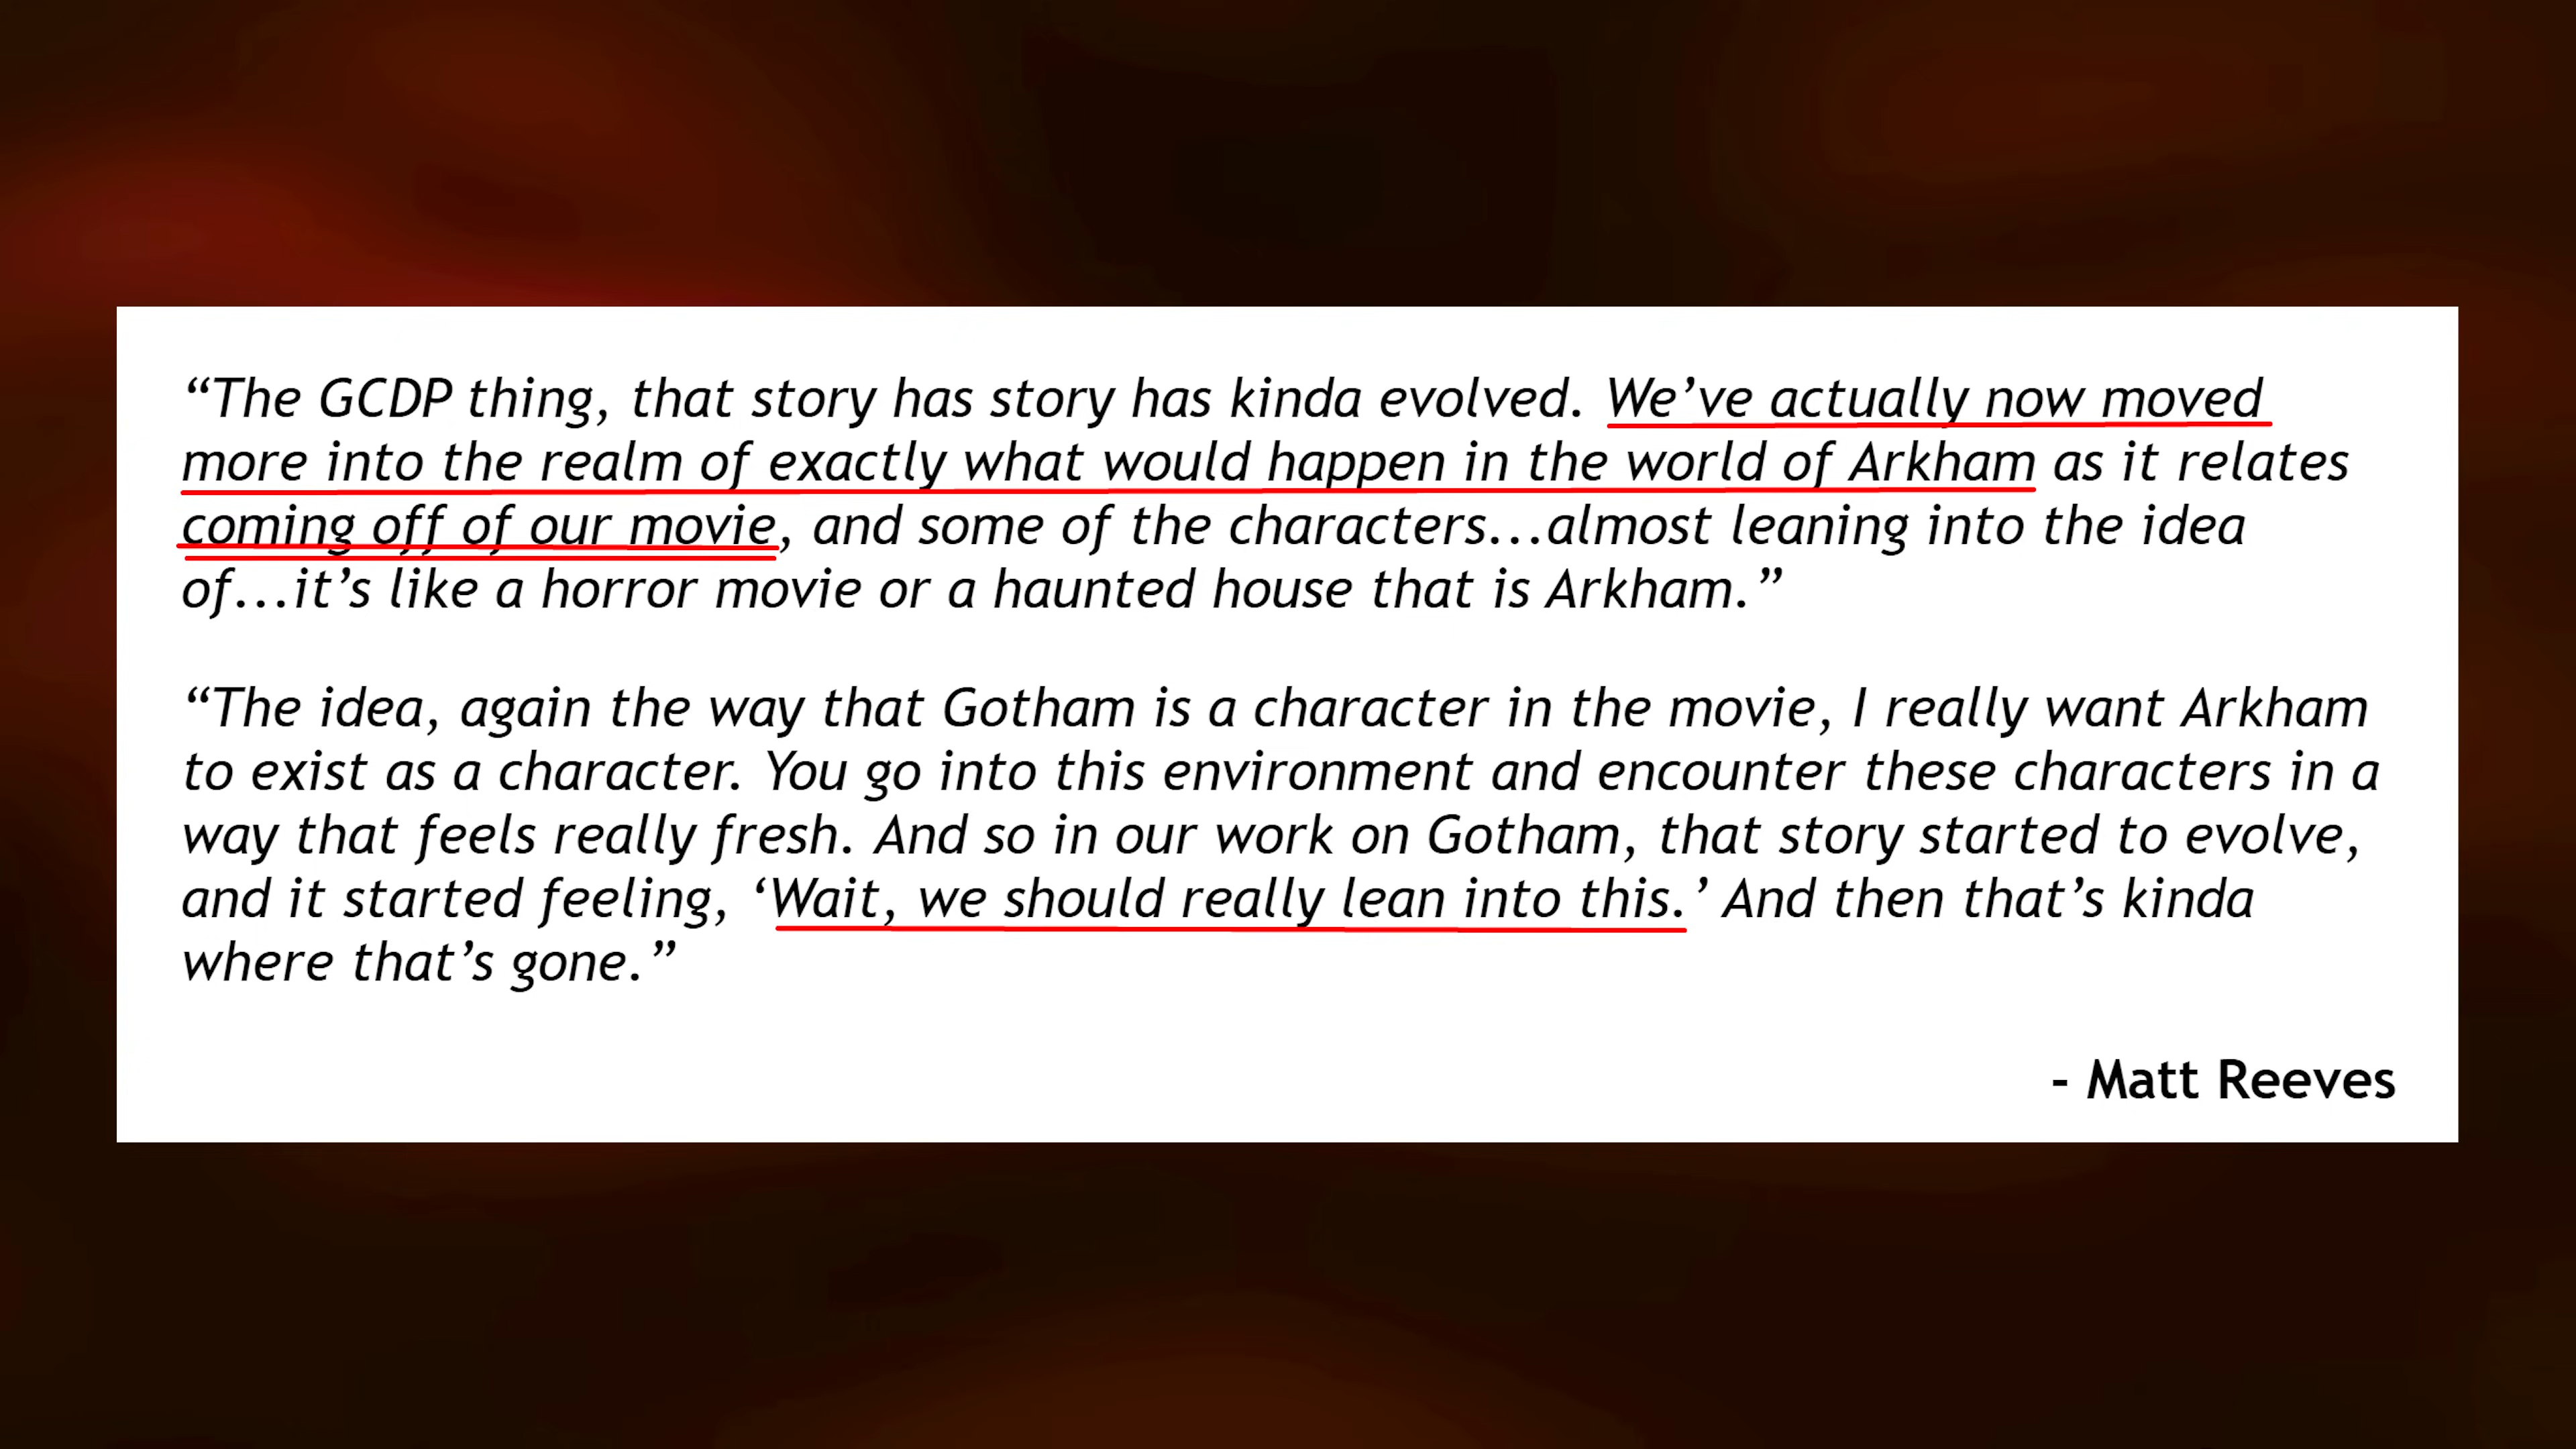 “The GCDP thing, that story has story has kinda evolved. We’ve actually now moved
more into the realm of exactly what would happen in the world of Arkham as it relates
coming off of our movie, and some of the characters...almost leaning into the idea
of...it’s like a horror movie or a haunted house that is Arkham.”
“The idea, again the way that Gotham is a character in the movie, I really want Arkham
to exist as a character. You go into this environment and encounter these characters in a
way that feels really fresh. And so in our work on Gotham, that story started to evolve,
and it started feeling, ‘Wait, we should really lean into this.’ And then that’s kinda
where that’s gone.”
- Matt Reeves